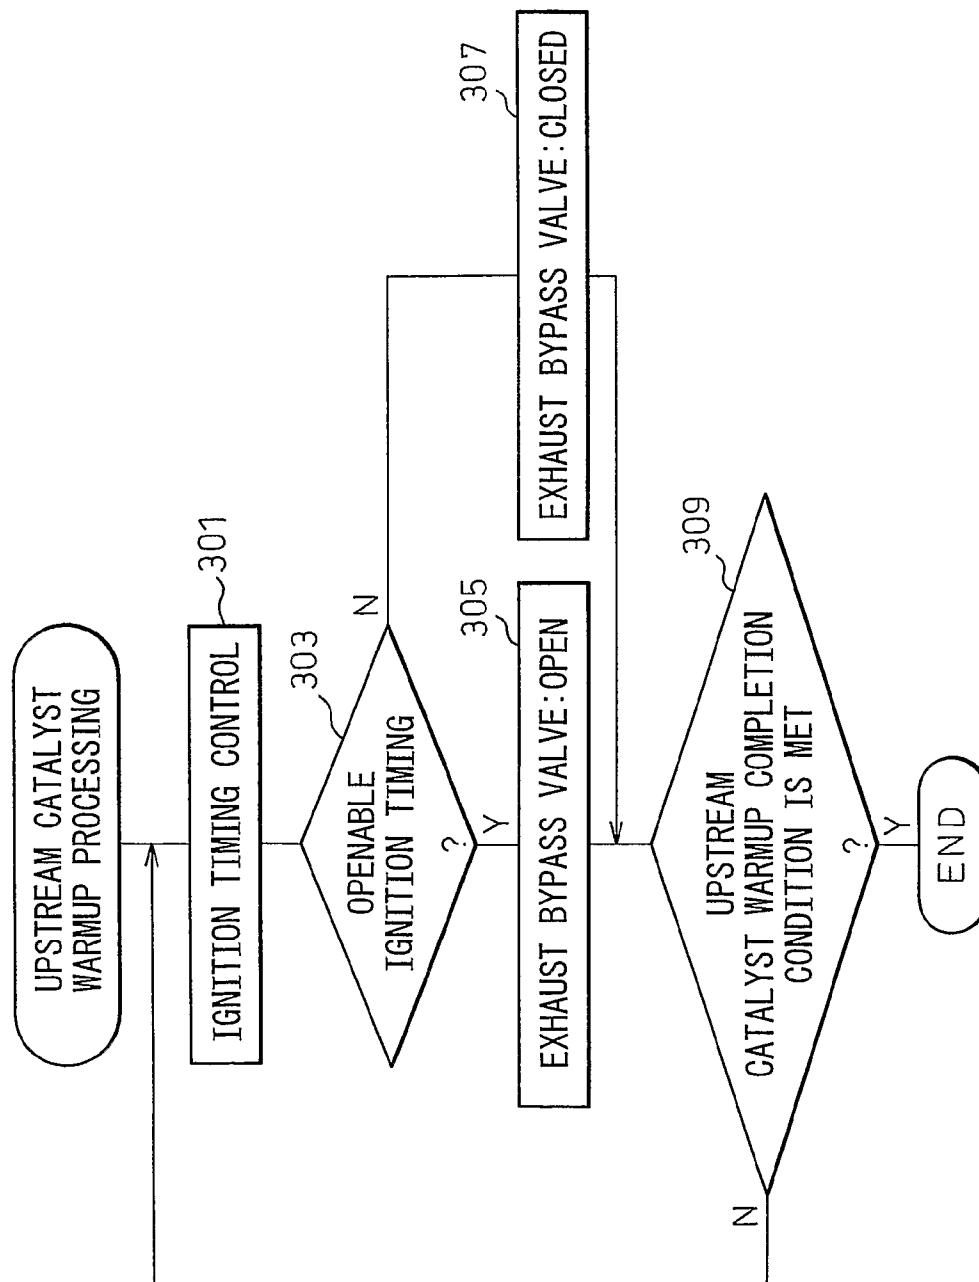 UPSTREAM CATALYST
WARMUP PROCESSING
301
IGNITION TIMING CONTROL
303
OPENABLE
IGNITION TIMING
?
N
Y
305
EXHAUST BYPASS VALVE:OPEN
307
EXHAUST BYPASS VALVE:CLOSED
309
UPSTREAM
CATALYST WARMUP COMPLETION
CONDITION IS MET
?
N
Y
END